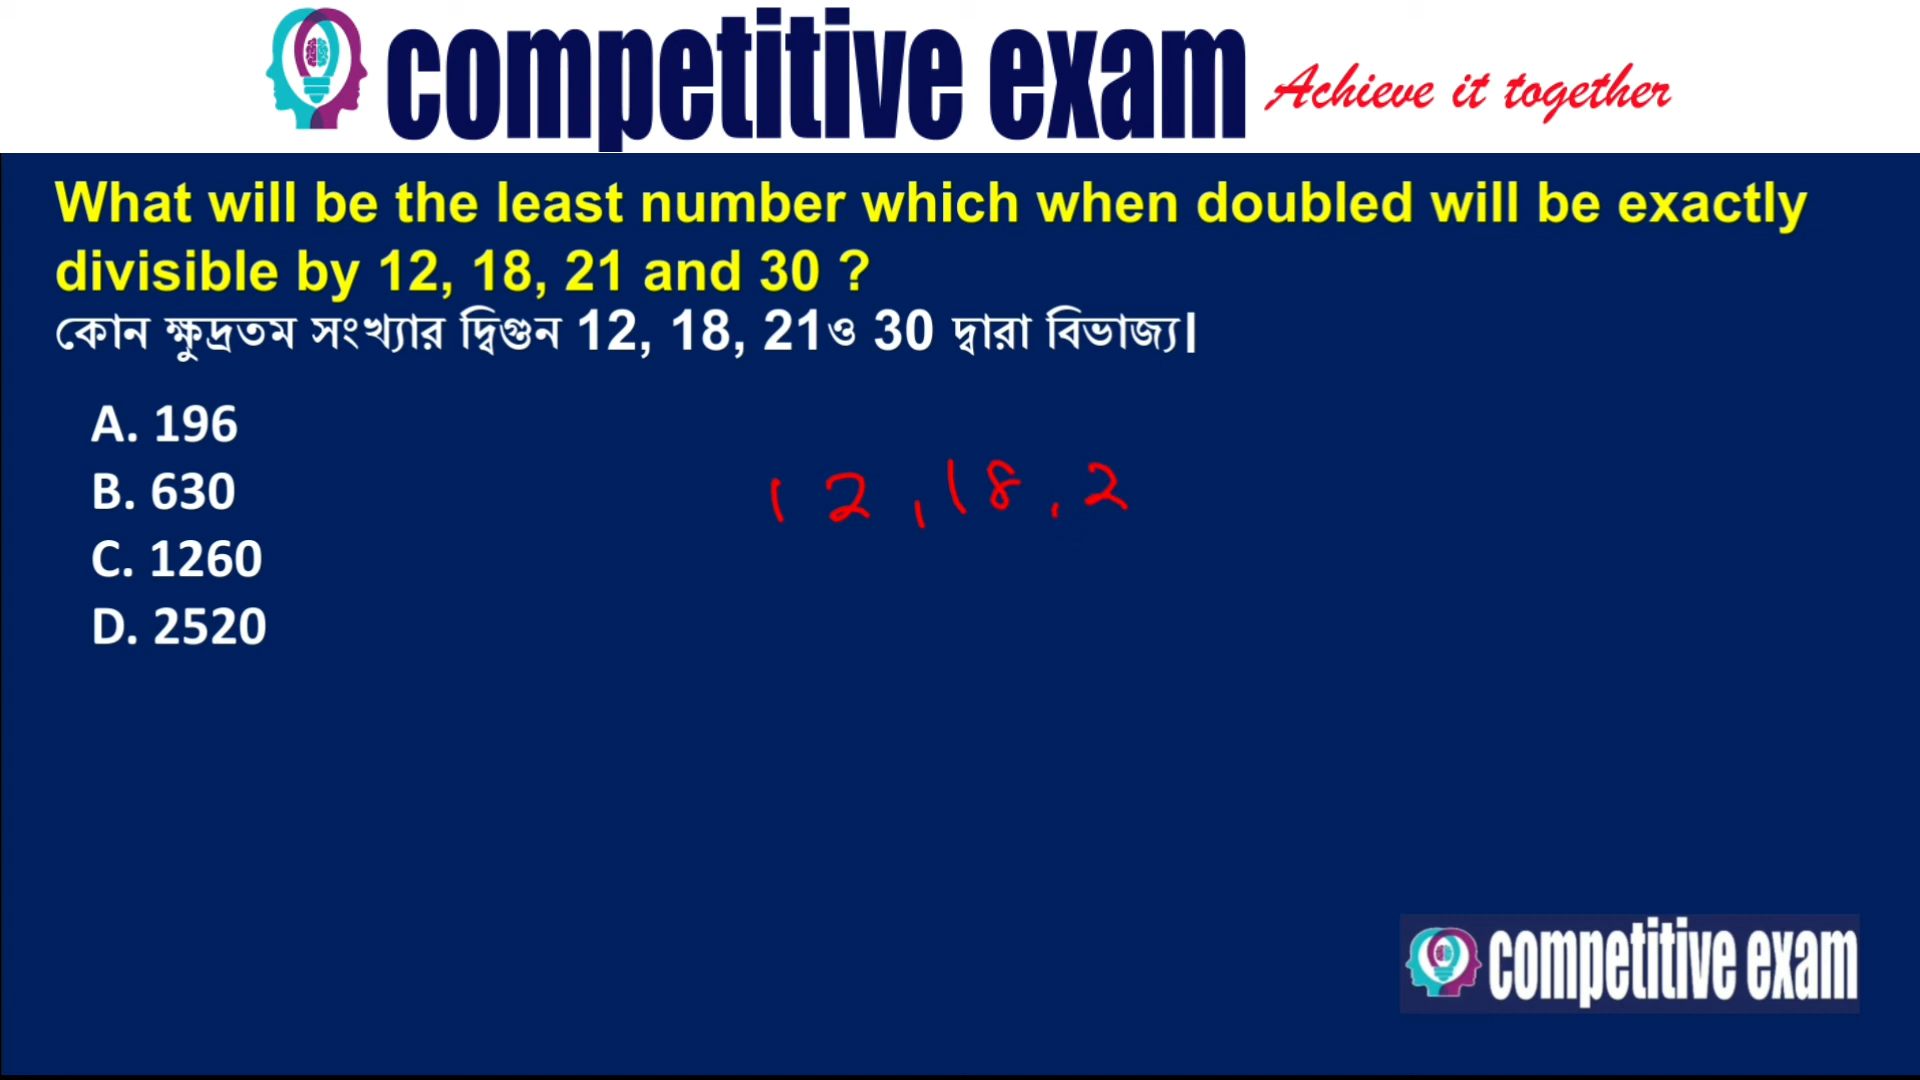 competitive exam Achieve it together
What will be the least number which when doubled will be exactly
divisible by 12, 18, 21 and 30 ?
কোন ক্ষুদ্রতম সংখ্যার দ্বিগুন 12, 18, 21ও 30 দ্বারা বিভাজ্য।
A. 196
B. 630
C. 1260
D. 2520
12, 18, 2
competitive exam